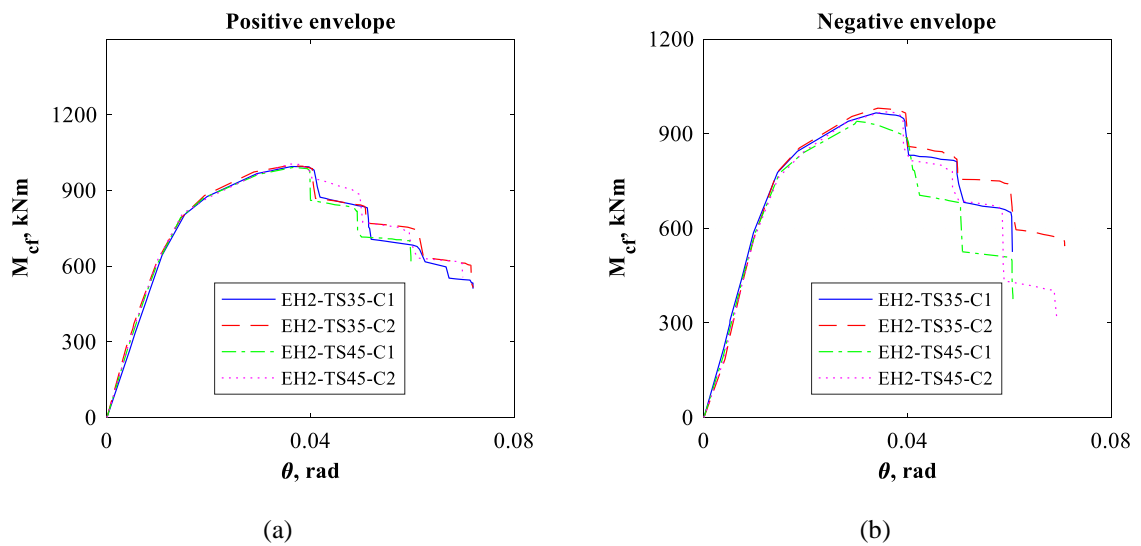 Positive envelope
1200
900
600
300
0
M_cf, kNm
EH2-TS35-C1
EH2-TS35-C2
EH2-TS45-C1
EH2-TS45-C2
0 0.04 0.08
θ, rad
(a)
Negative envelope
1200
900
600
300
0
M_cf, kNm
EH2-TS35-C1
EH2-TS35-C2
EH2-TS45-C1
EH2-TS45-C2
0 0.04 0.08
θ, rad
(b)